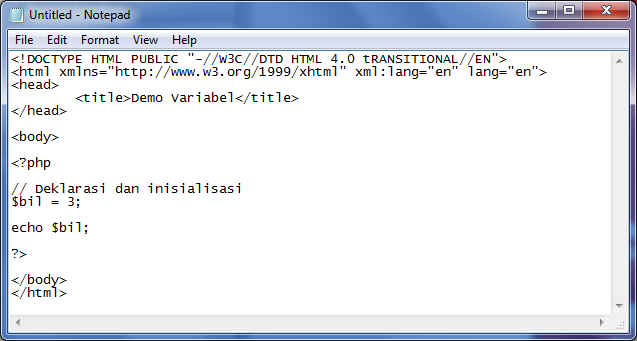 Untitled - Notepad
File Edit Format View Help
<!DOCTYPE HTML PUBLIC "-//W3C//DTD HTML 4.0 tRANSITIONAL//EN">
<html xmlns="http://www.w3.org/1999/xhtml" xml:lang="en" lang="en">
<head>
        <title>Demo Variabel</title>
</head>

<body>

<?php

// Deklarasi dan inisialisasi
$bil = 3;

echo $bil;

?>

</body>
</html>